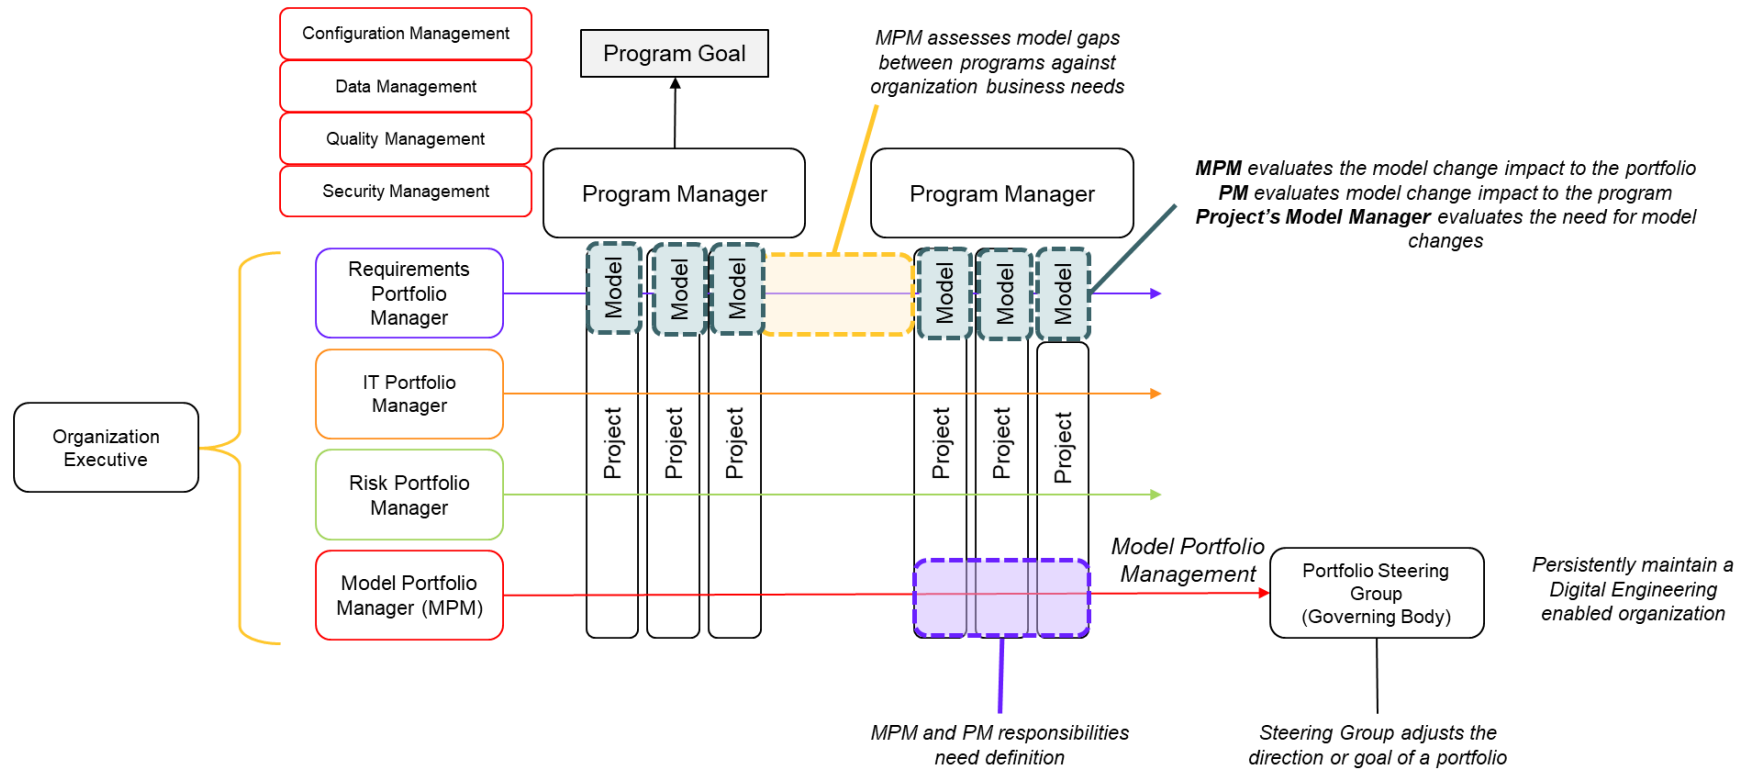 Configuration Management
Data Management
Quality Management
Security Management
Program Goal
MPM assesses model gaps
between programs against
organization business needs
Program Manager
Program Manager
MPM evaluates the model change impact to the portfolio
PM evaluates model change impact to the program
Project's Model Manager evaluates the need for model
changes
Requirements
Portfolio
Manager
Model
Model
Model
Model
Model
Model
IT Portfolio
Manager
Organization
Executive
Project
Project
Project
Project
Project
Project
Risk Portfolio
Manager
Model Portfolio
Manager (MPM)
Model Portfolio
Management
Portfolio Steering
Group
(Governing Body)
Persistently maintain a
Digital Engineering
enabled organization
MPM and PM responsibilities
need definition
Steering Group adjusts the
direction or goal of a portfolio